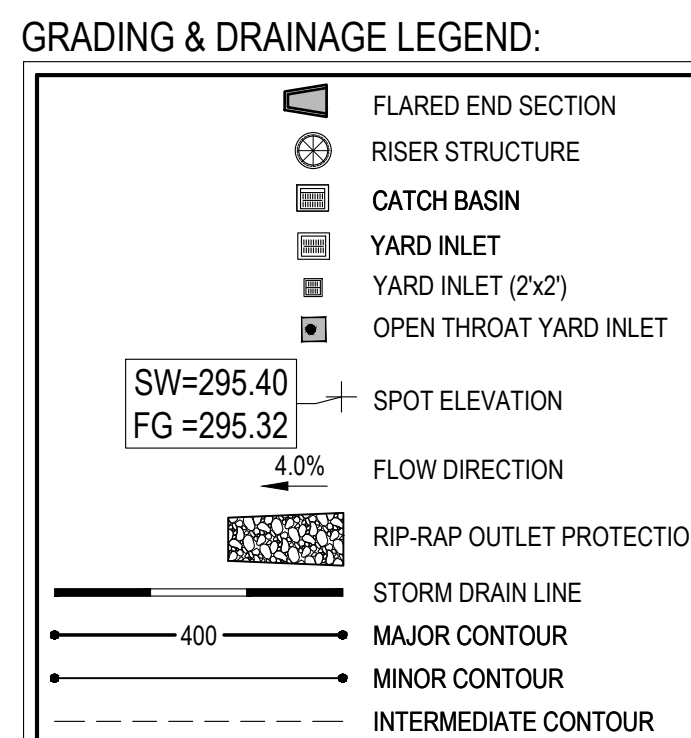 GRADING & DRAINAGE LEGEND:
FLARED END SECTION
RISER STRUCTURE
CATCH BASIN
YARD INLET
YARD INLET (2'x2')
OPEN THROAT YARD INLET
SW=295.40
FG =295.32
SPOT ELEVATION
4.0%
FLOW DIRECTION
RIP-RAP OUTLET PROTECTIO
STORM DRAIN LINE
400
MAJOR CONTOUR
MINOR CONTOUR
INTERMEDIATE CONTOUR